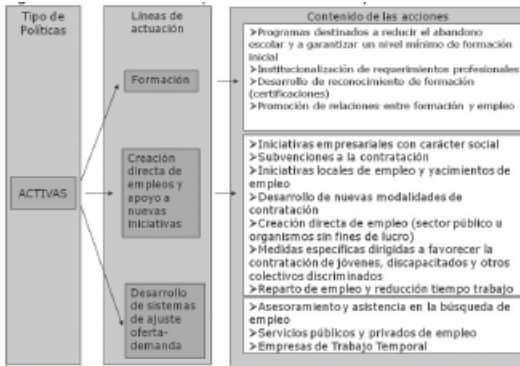 Tipo de
Políticas
Líneas de
actuación
Contenido de las acciones
ACTIVAS
Formación
➤Programas destinados a reducir el abandono
escolar y a garantizar un nivel mínimo de formación
inicial
➤Institucionalización de requerimientos profesionales
➤Desarrollo de reconocimiento de formación
(certificaciones)
➤Promoción de relaciones entre formación y empleo
Creación
directa de
empleos y
apoyo a
nuevas
iniciativas
➤Iniciativas empresariales con carácter social
➤Subvenciones a la contratación
➤Iniciativas locales de empleo y yacimientos de
empleo
➤Desarrollo de nuevas modalidades de
contratación
➤Creación directa de empleo (sector público u
organismos sin fines de lucro)
➤Medidas específicas dirigidas a favorecer la
contratación de jóvenes, discapacitados y otros
colectivos discriminados
➤Reparto de empleo y reducción tiempo trabajo
Desarrollo
de sistemas
de ajuste
oferta-
demanda
➤Asesoramiento y asistencia en la búsqueda de
empleo
➤Servicios públicos y privados de empleo
➤Empresas de Trabajo Temporal